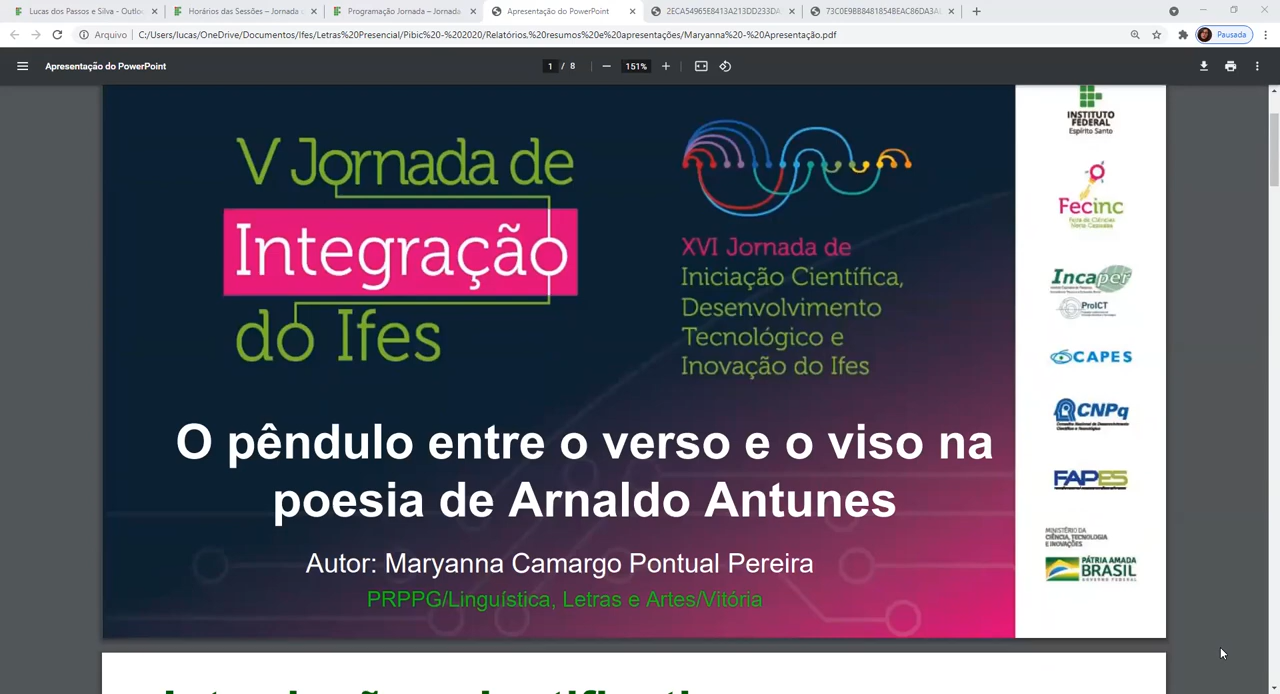 Lucas dos Passos e Silva - Outlo
Horários das Sessões – Jornada d
Programação Jornada – Jornada
Apresentação do PowerPoint
2ECA54965E8413A213DD233DA
73C0E9BB8481854BEAC86DA3A
Arquivo
C:/Users/lucas/OneDrive/Documentos/Ifes/Letras%20Presencial/Pibic%20-%202020/Relatórios.%20resumos%20e%20apresentações/Maryanna%20-%20Apresentação.pdf
Pausada
Apresentação do PowerPoint
1 / 8
151%
V Jornada de
Integração
do Ifes
XVI Jornada de
Iniciação Científica,
Desenvolvimento
Tecnológico e
Inovação do Ifes
O pêndulo entre o verso e o viso na
poesia de Arnaldo Antunes
Autor: Maryanna Camargo Pontual Pereira
PRPPG/Linguística, Letras e Artes/Vitória
INSTITUTO
FEDERAL
Espírito Santo
Fecinc
Incaper
ProICT
CAPES
CNPq
FAPES
MINISTÉRIO DA
CIÊNCIA, TECNOLOGIA
E INOVAÇÕES
PÁTRIA AMADA
BRASIL
GOVERNO FEDERAL